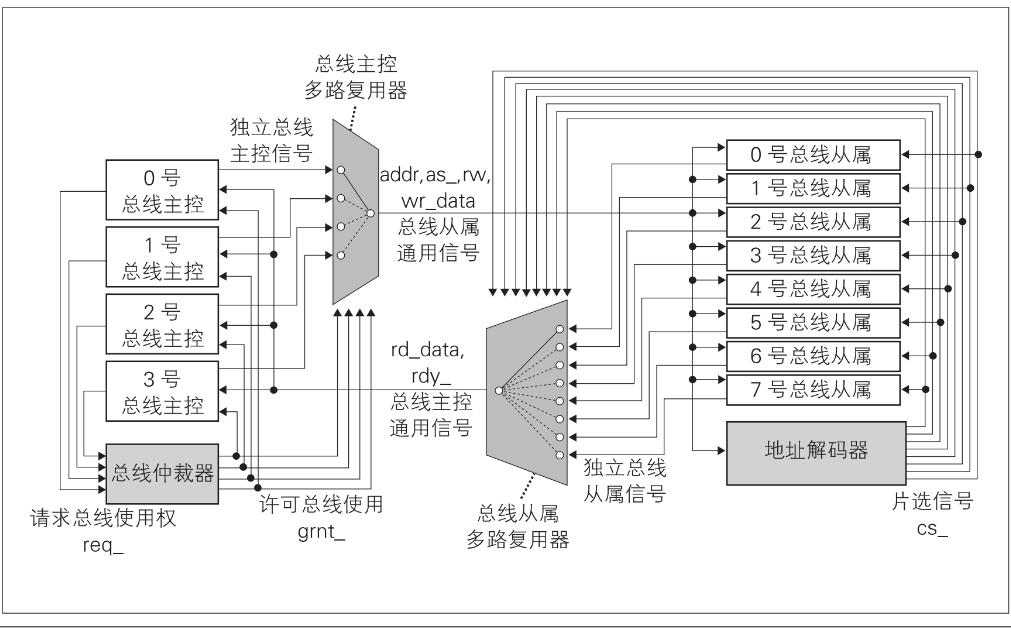 总线主控
多路复用器
独立总线
主控信号
0 号
总线主控
1 号
总线主控
2 号
总线主控
3 号
总线主控
总线仲裁器
请求总线使用权
req_
许可总线使用
grnt_
addr,as_,rw,
wr_data
总线从属
通用信号
rd_data,
rdy_
总线主控
通用信号
总线从属
多路复用器
独立总线
从属信号
0 号总线从属
1 号总线从属
2 号总线从属
3 号总线从属
4 号总线从属
5 号总线从属
6 号总线从属
7 号总线从属
地址解码器
片选信号
cs_